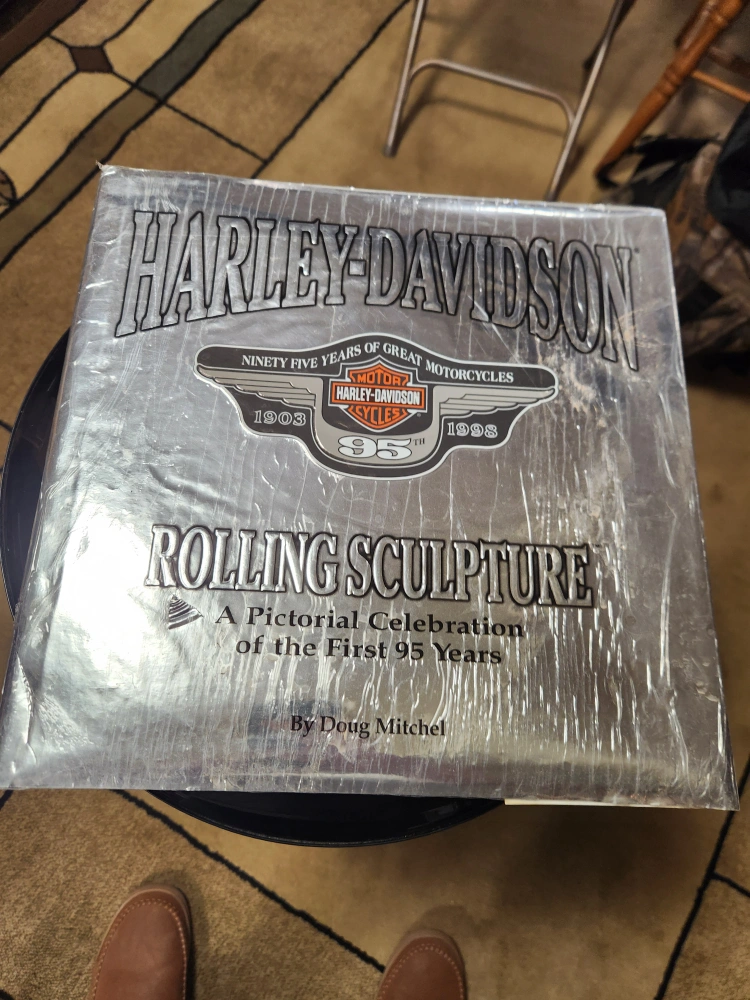 HARLEY-DAVIDSON
NINETY FIVE YEARS OF GREAT MOTORCYCLES
MOTOR
HARLEY-DAVIDSON
CYCLES
1903 95TH 1998
ROLLING SCULPTURE
A Pictorial Celebration
of the First 95 Years
By Doug Mitchel